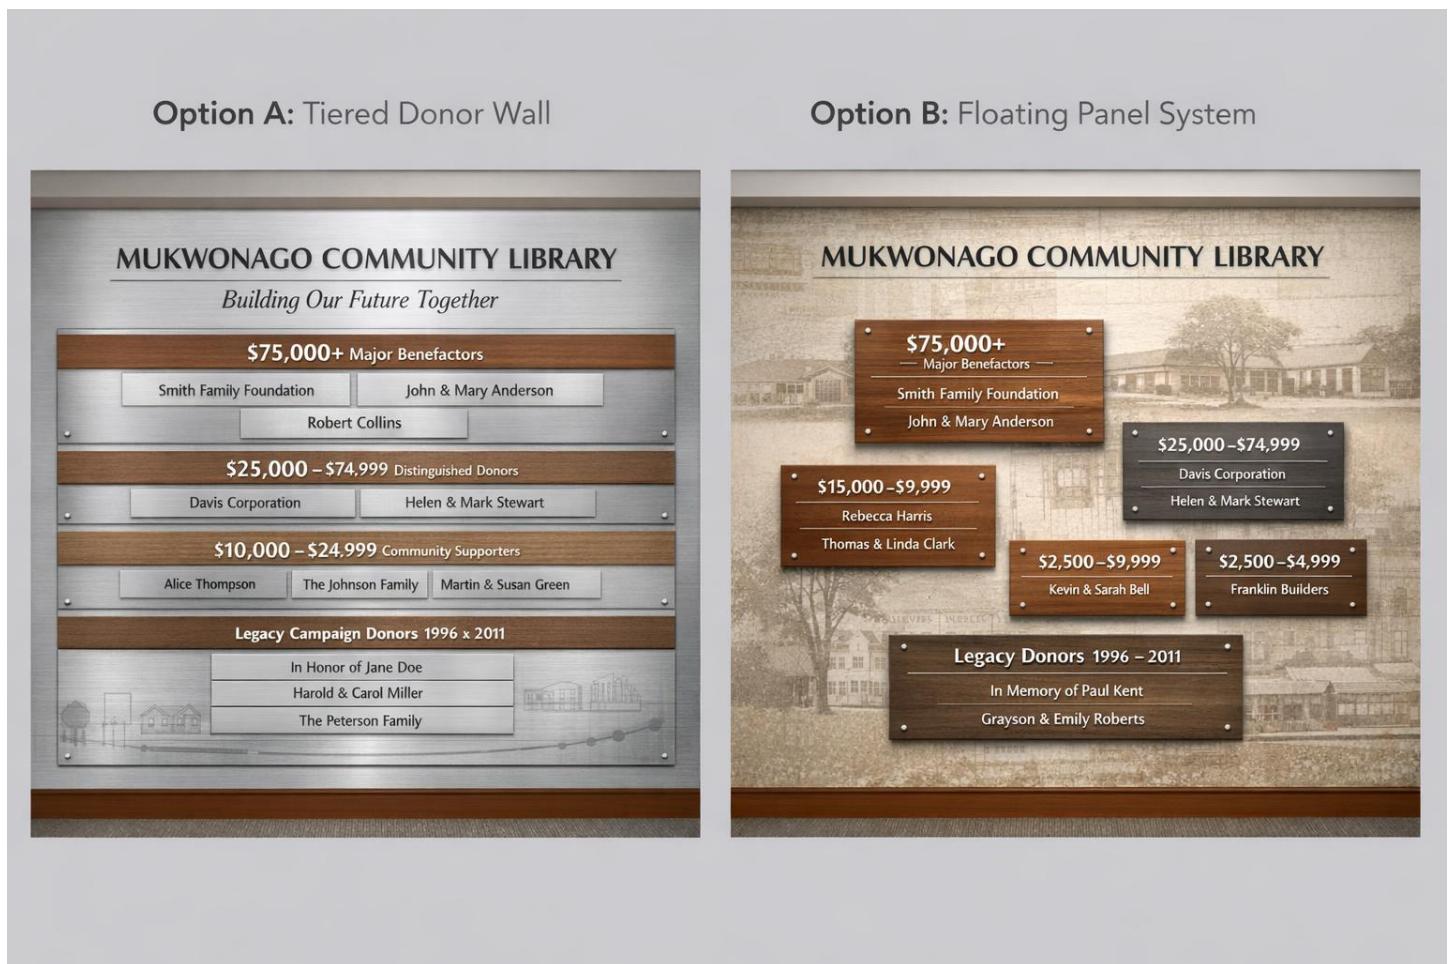 Option A: Tiered Donor Wall
MUKWONAGO COMMUNITY LIBRARY
Building Our Future Together
$75,000+ Major Benefactors
Smith Family Foundation
John & Mary Anderson
Robert Collins
$25,000 – $74,999 Distinguished Donors
Davis Corporation
Helen & Mark Stewart
$10,000 – $24,999 Community Supporters
Alice Thompson
The Johnson Family
Martin & Susan Green
Legacy Campaign Donors 1996 x 2011
In Honor of Jane Doe
Harold & Carol Miller
The Peterson Family
Option B: Floating Panel System
MUKWONAGO COMMUNITY LIBRARY
$75,000+
Major Benefactors
Smith Family Foundation
John & Mary Anderson
$25,000–$74,999
Davis Corporation
Helen & Mark Stewart
$15,000–$9,999
Rebecca Harris
Thomas & Linda Clark
$2,500–$9,999
Kevin & Sarah Bell
$2,500–$4,999
Franklin Builders
Legacy Donors 1996 – 2011
In Memory of Paul Kent
Grayson & Emily Roberts